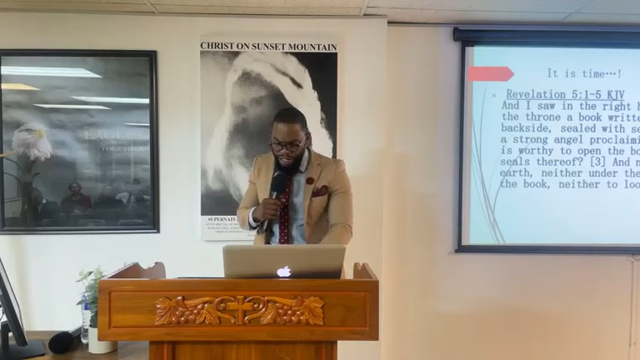 CHRIST ON SUNSET MOUNTAIN
It is time…!
Revelation 5:1-5 KJV
And I saw in the right h
the throne a book writte
backside, sealed with se
a strong angel proclaimi
is worthy to open the bo
seals thereof? [3] And n
earth, neither under the
the book, neither to loo